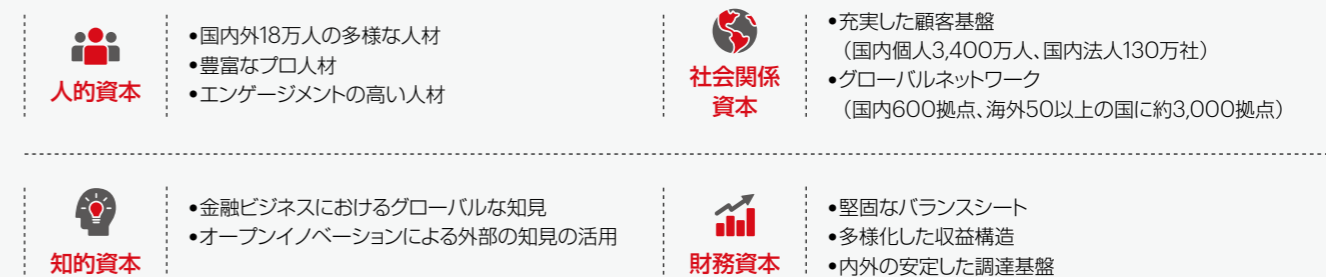 人的資本
•国内外18万人の多様な人材
•豊富なプロ人材
•エンゲージメントの高い人材
社会関係
資本
•充実した顧客基盤
（国内個人3,400万人、国内法人130万社）
•グローバルネットワーク
（国内600拠点、海外50以上の国に約3,000拠点）
知的資本
•金融ビジネスにおけるグローバルな知見
•オープンイノベーションによる外部の知見の活用
財務資本
•堅固なバランスシート
•多様化した収益構造
•内外の安定した調達基盤